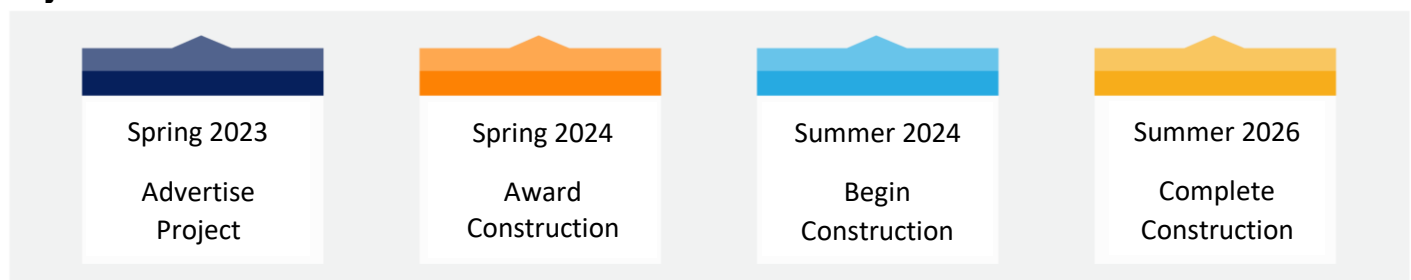 Spring 2023
Advertise
Project
Spring 2024
Award
Construction
Summer 2024
Begin
Construction
Summer 2026
Complete
Construction